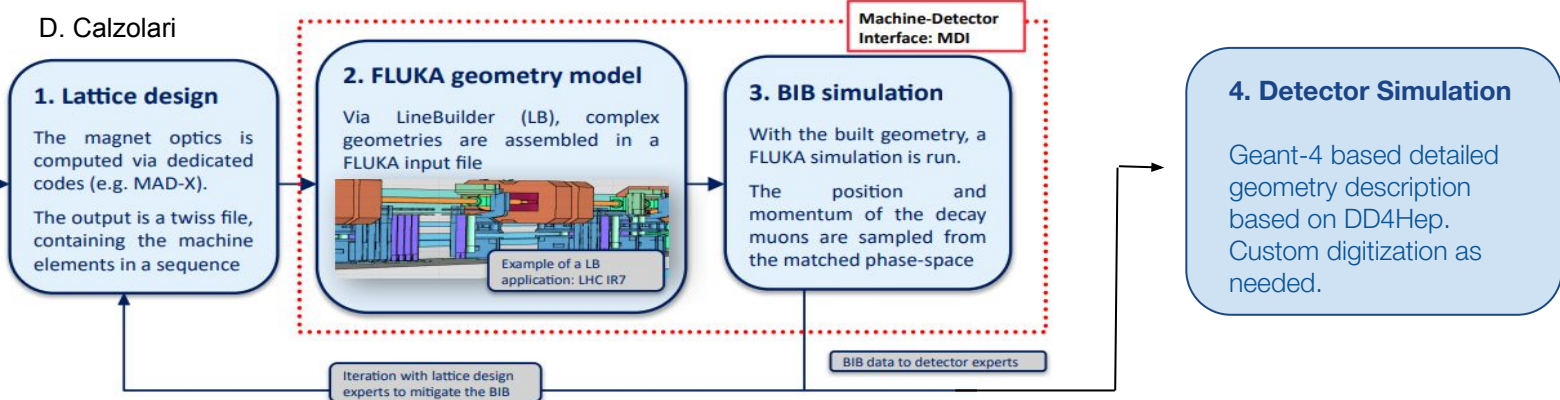 D. Calzolari
Machine-Detector
Interface: MDI
1. Lattice design
The magnet optics is
computed via dedicated
codes (e.g. MAD-X).
The output is a twiss file,
containing the machine
elements in a sequence
2. FLUKA geometry model
Via LineBuilder (LB), complex
geometries are assembled in a
FLUKA input file
Example of a LB
application: LHC IR7
3. BIB simulation
With the built geometry, a
FLUKA simulation is run.
The position and
momentum of the decay
muons are sampled from
the matched phase-space
4. Detector Simulation
Geant-4 based detailed
geometry description
based on DD4Hep.
Custom digitization as
needed.
Iteration with lattice design
experts to mitigate the BIB
BIB data to detector experts